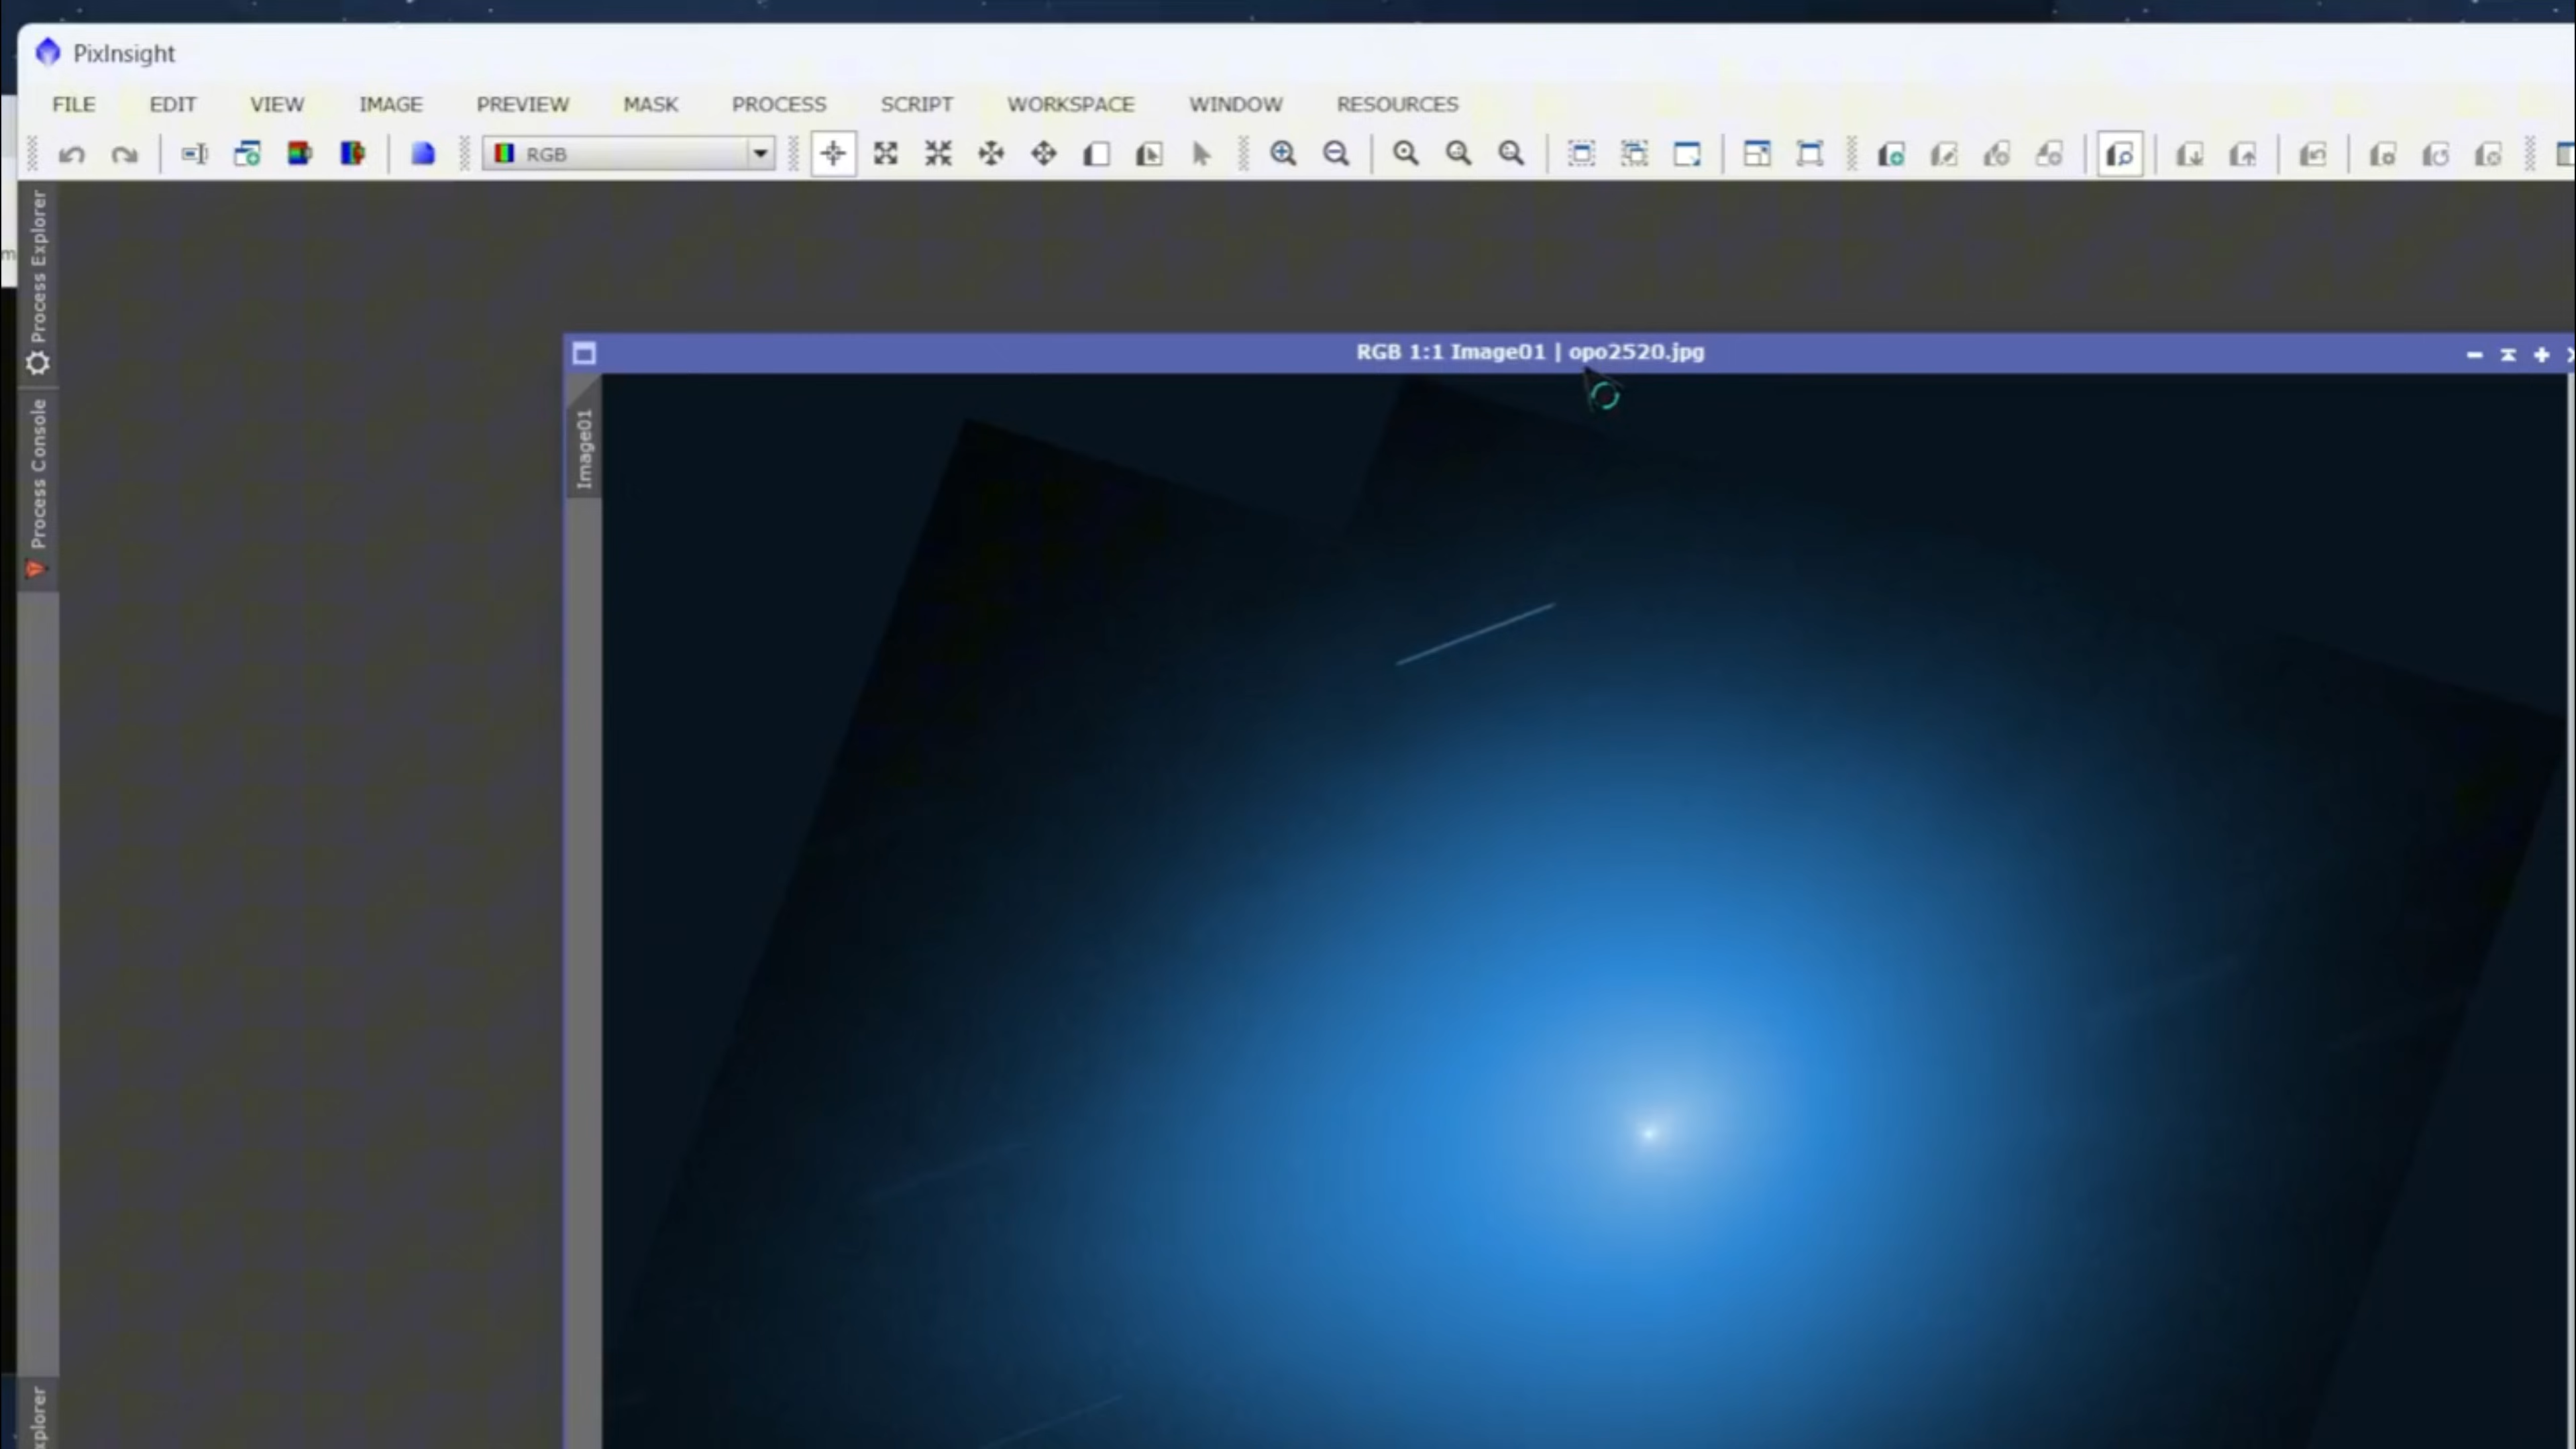 PixInsight
FILE EDIT VIEW IMAGE PREVIEW MASK PROCESS SCRIPT WORKSPACE WINDOW RESOURCES
RGB
Process Explorer
Process Console
RGB 1:1 Image01 | opo2520.jpg
Image01
xplorer
m